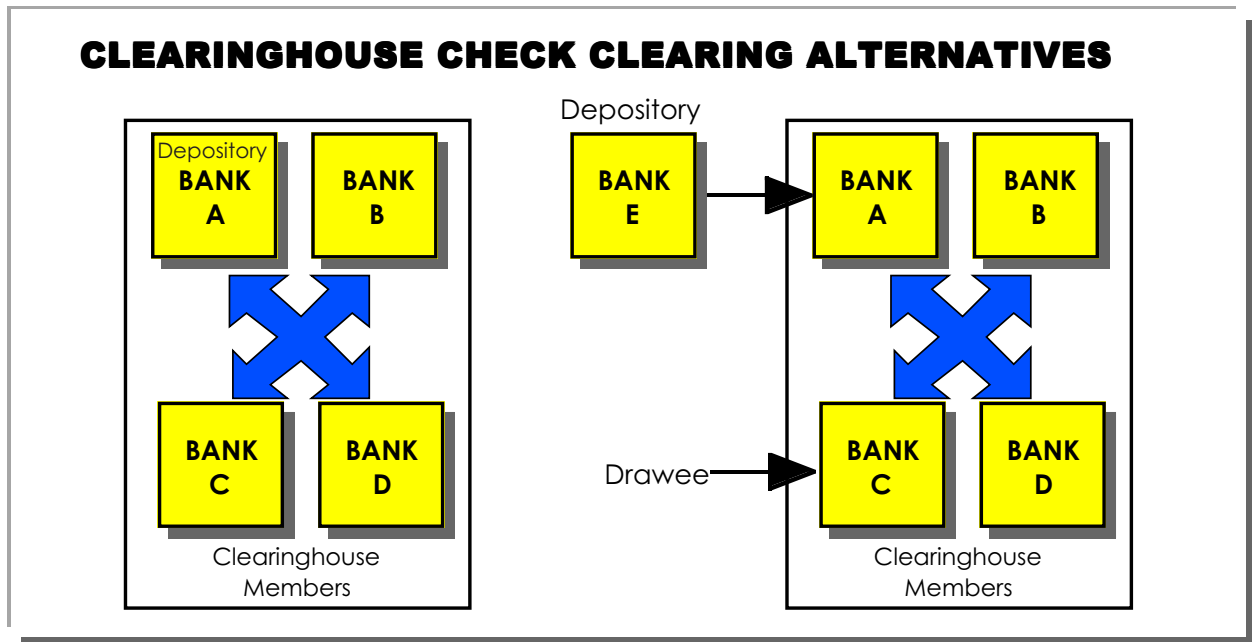 CLEARINGHOUSE CHECK CLEARING ALTERNATIVES
Depository
BANK
A
BANK
B
BANK
C
BANK
D
Clearinghouse
Members
Depository
BANK
E
BANK
A
BANK
B
Drawee
BANK
C
BANK
D
Clearinghouse
Members